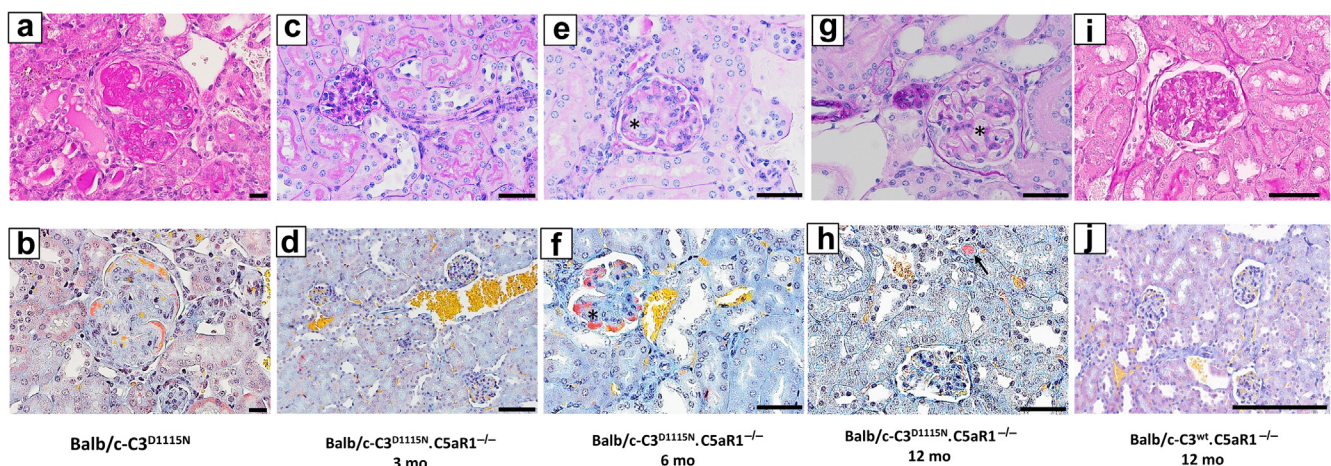 a
c
e
g
i
*
*
b
d
f
h
j
*
Balb/c-C3ᴰ¹¹¹⁵ᴺ
Balb/c-C3ᴰ¹¹¹⁵ᴺ.C5aR1⁻/⁻
3 mo
Balb/c-C3ᴰ¹¹¹⁵ᴺ.C5aR1⁻/⁻
6 mo
Balb/c-C3ᴰ¹¹¹⁵ᴺ.C5aR1⁻/⁻
12 mo
Balb/c-C3ʷᵗ.C5aR1⁻/⁻
12 mo